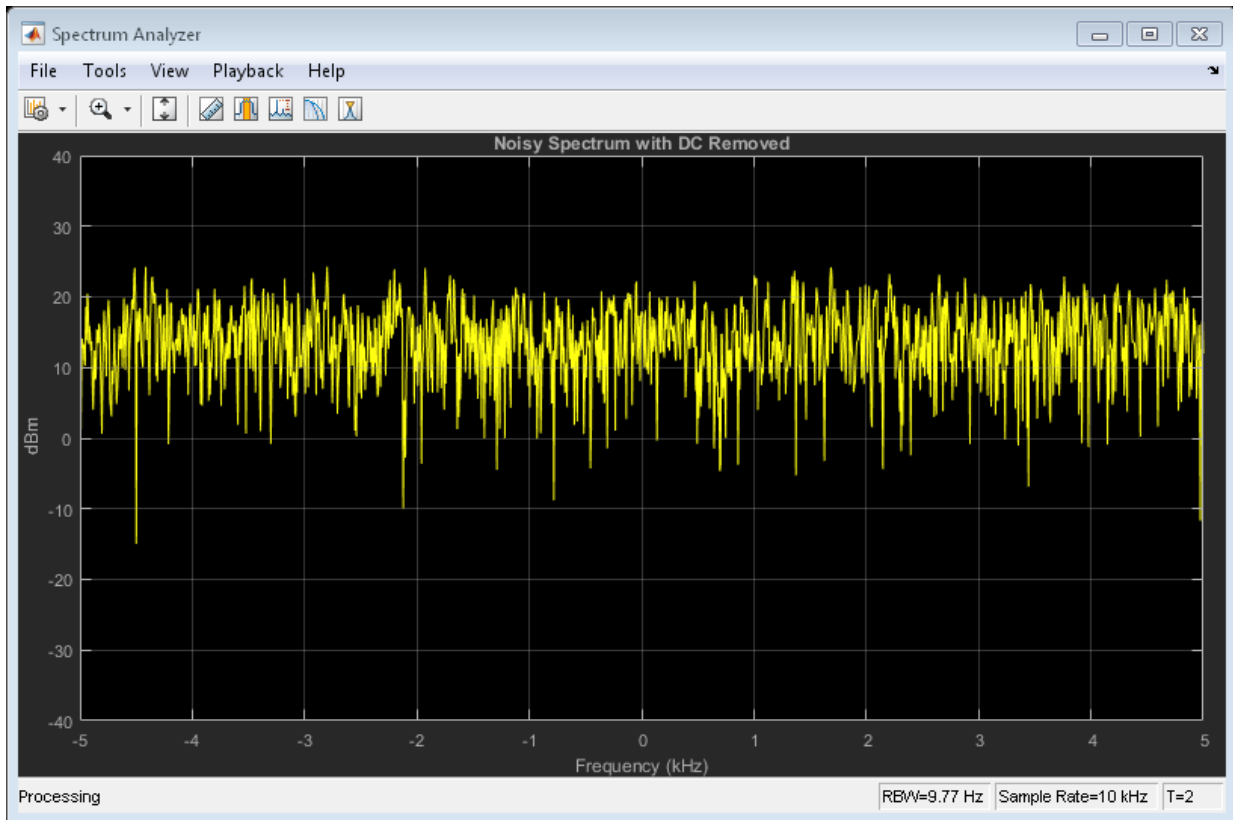 Spectrum Analyzer
File Tools View Playback Help
Noisy Spectrum with DC Removed
40
30
20
10
0
-10
-20
-30
-40
dBm
-5 -4 -3 -2 -1 0 1 2 3 4 5
Frequency (kHz)
Processing RBW=9.77 Hz Sample Rate=10 kHz T=2